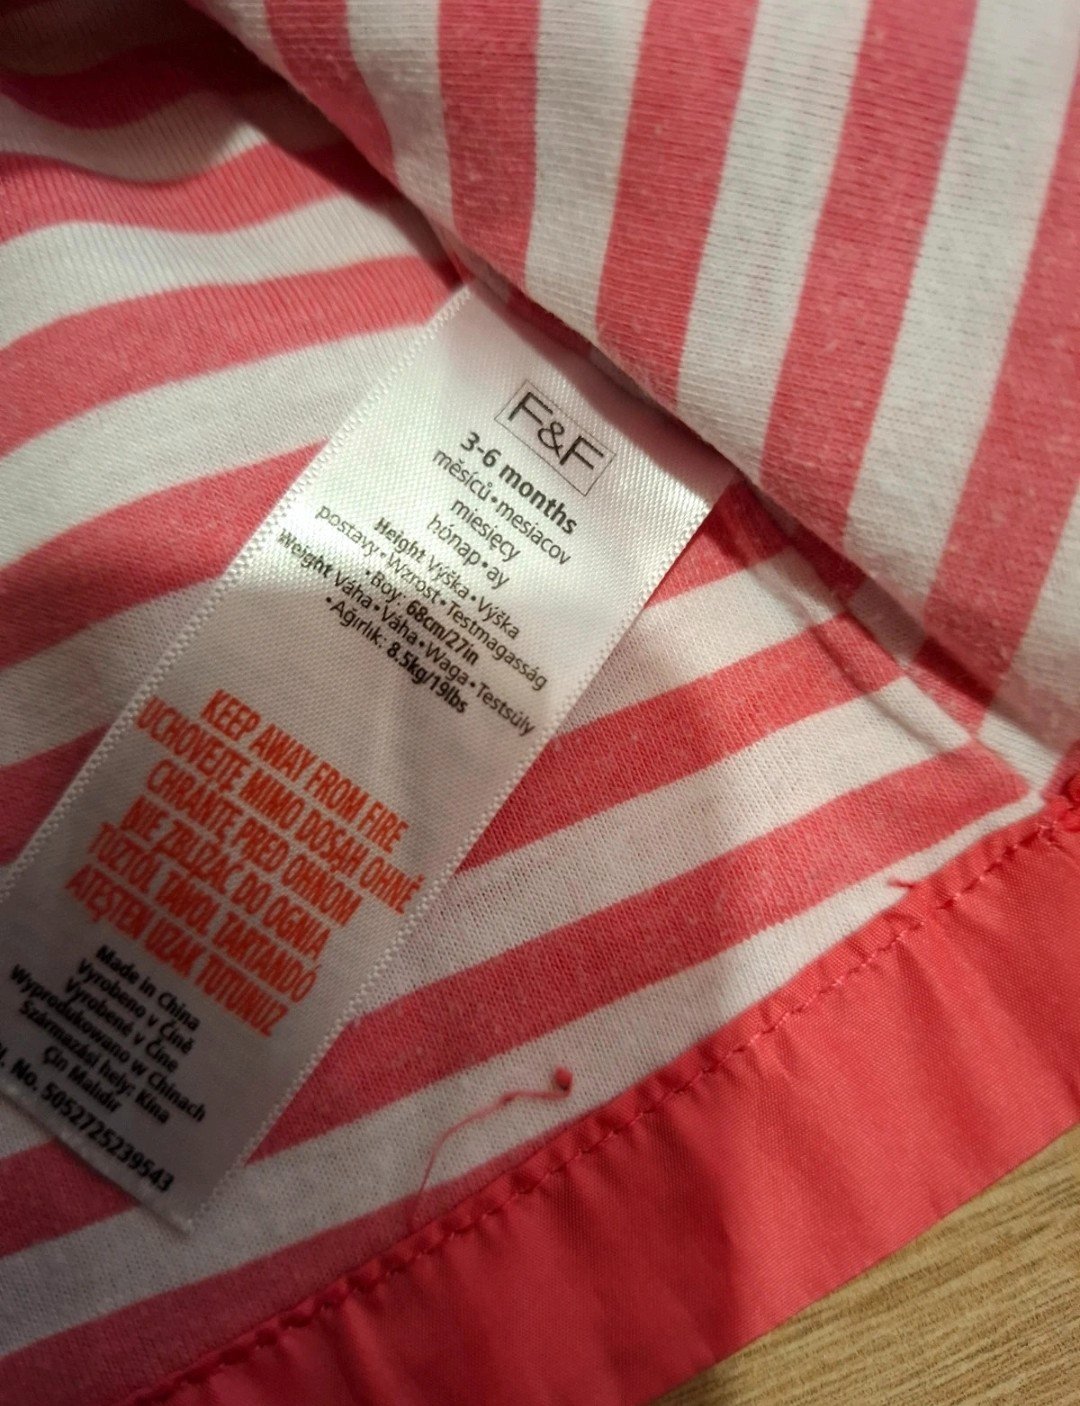 F&F
3-6 months
měsíců•mesiacov
miesięcy
hónap•ay
Height Výška•Výška
postavy•Wzrost•Testmagasság
•Boy: 68cm/27in
Weight Váha•Váha•Waga•Testsúly
•Ağırlık: 8.5kg/19lbs
KEEP AWAY FROM FIRE
UCHOVEJTE MIMO DOSAH OHNĚ
CHRÁŇTE PRED OHŇOM
NIE ZBLIŻAĆ DO OGNIA
TŰZTŐL TÁVOL TARTANDÓ
ATEŞTEN UZAK TUTUNUZ
Made in China
Vyrobeno v Číně
Vyrobené v Číne
Wyprodukowano w Chinach
Származási hely: Kína
Çin Malıdır
No. 5052725239543